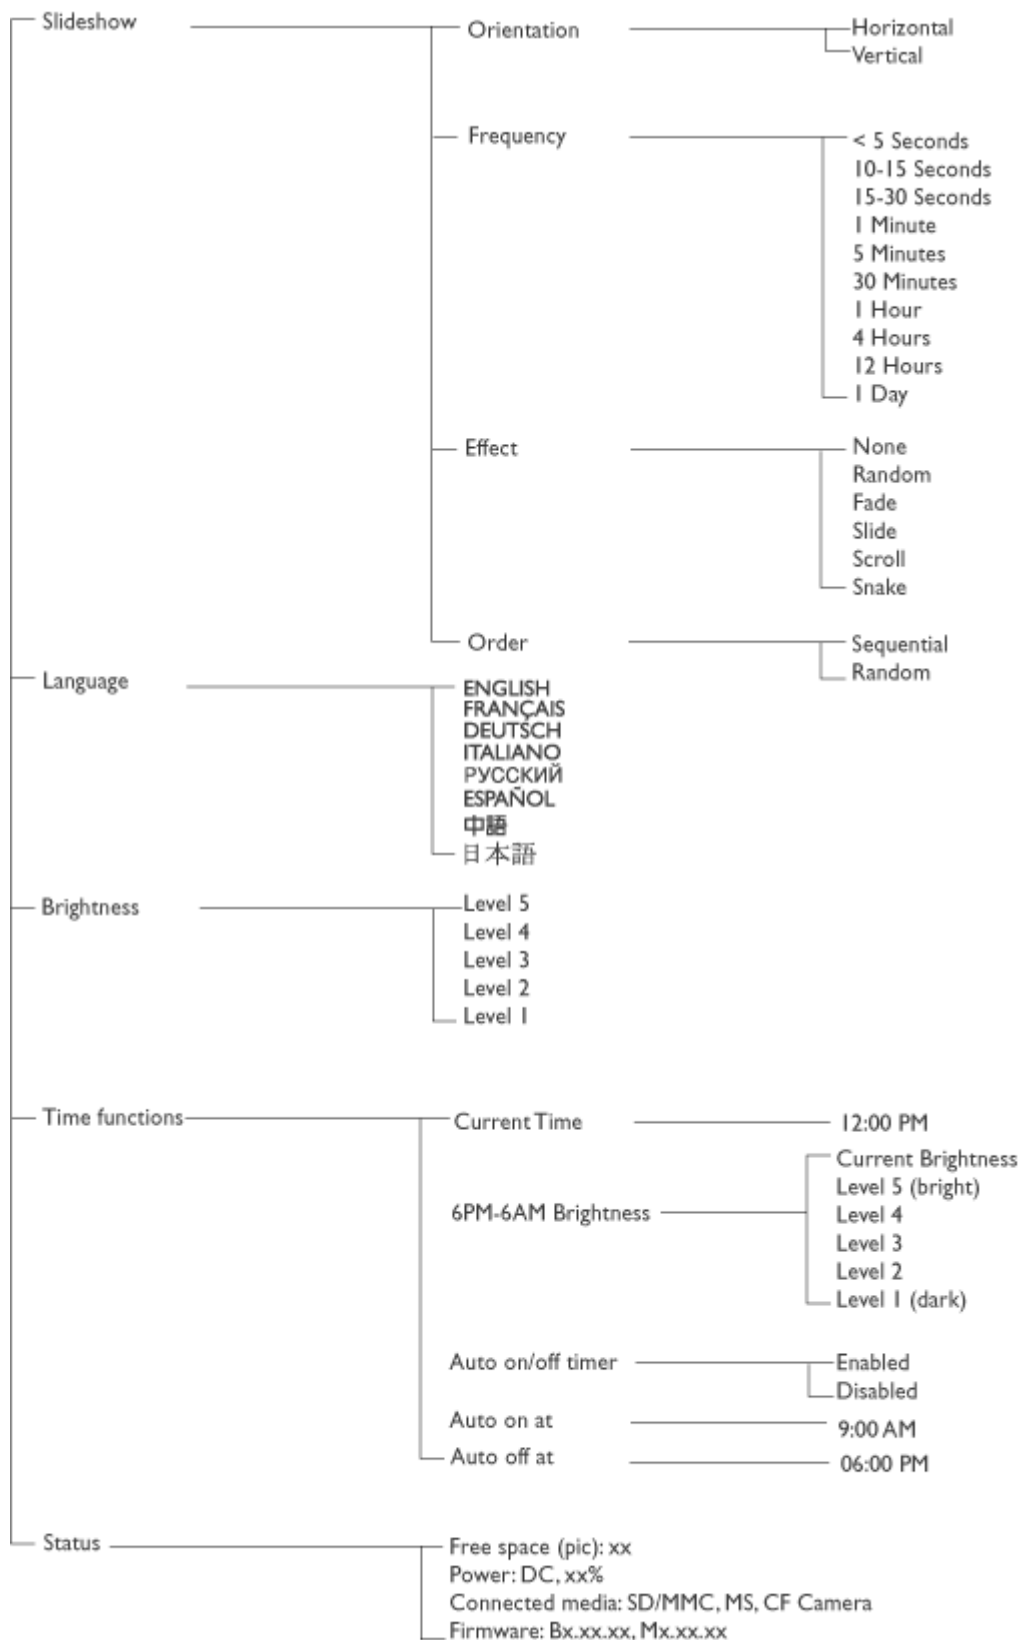 Slideshow
Orientation
Horizontal
Vertical
Frequency
< 5 Seconds
10-15 Seconds
15-30 Seconds
1 Minute
5 Minutes
30 Minutes
1 Hour
4 Hours
12 Hours
1 Day
Effect
None
Random
Fade
Slide
Scroll
Snake
Order
Sequential
Random
Language
ENGLISH
FRANÇAIS
DEUTSCH
ITALIANO
РУССКИЙ
ESPAÑOL
中語
日本語
Brightness
Level 5
Level 4
Level 3
Level 2
Level 1
Time functions
Current Time
12:00 PM
6PM-6AM Brightness
Current Brightness
Level 5 (bright)
Level 4
Level 3
Level 2
Level 1 (dark)
Auto on/off timer
Enabled
Disabled
Auto on at
9:00 AM
Auto off at
06:00 PM
Status
Free space (pic): xx
Power: DC, xx%
Connected media: SD/MMC, MS, CF Camera
Firmware: Bx.xx.xx, Mx.xx.xx